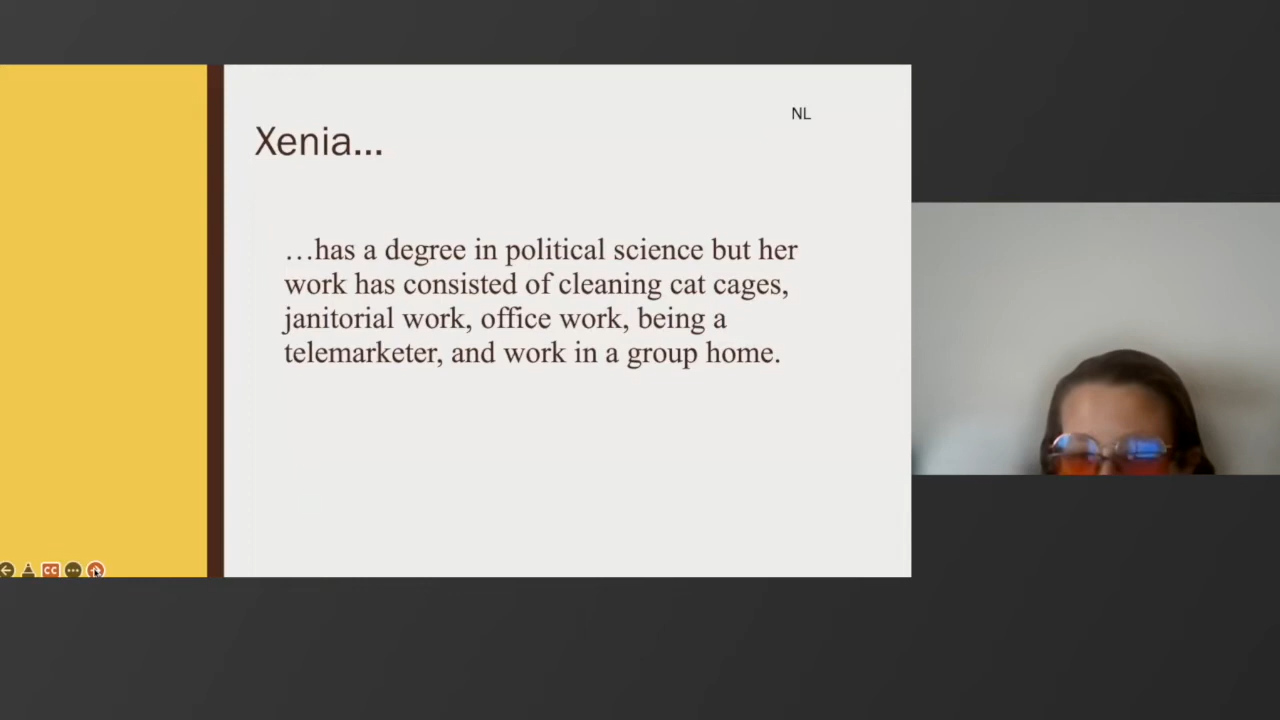 NL
Xenia...
...has a degree in political science but her
work has consisted of cleaning cat cages,
janitorial work, office work, being a
telemarketer, and work in a group home.
CC